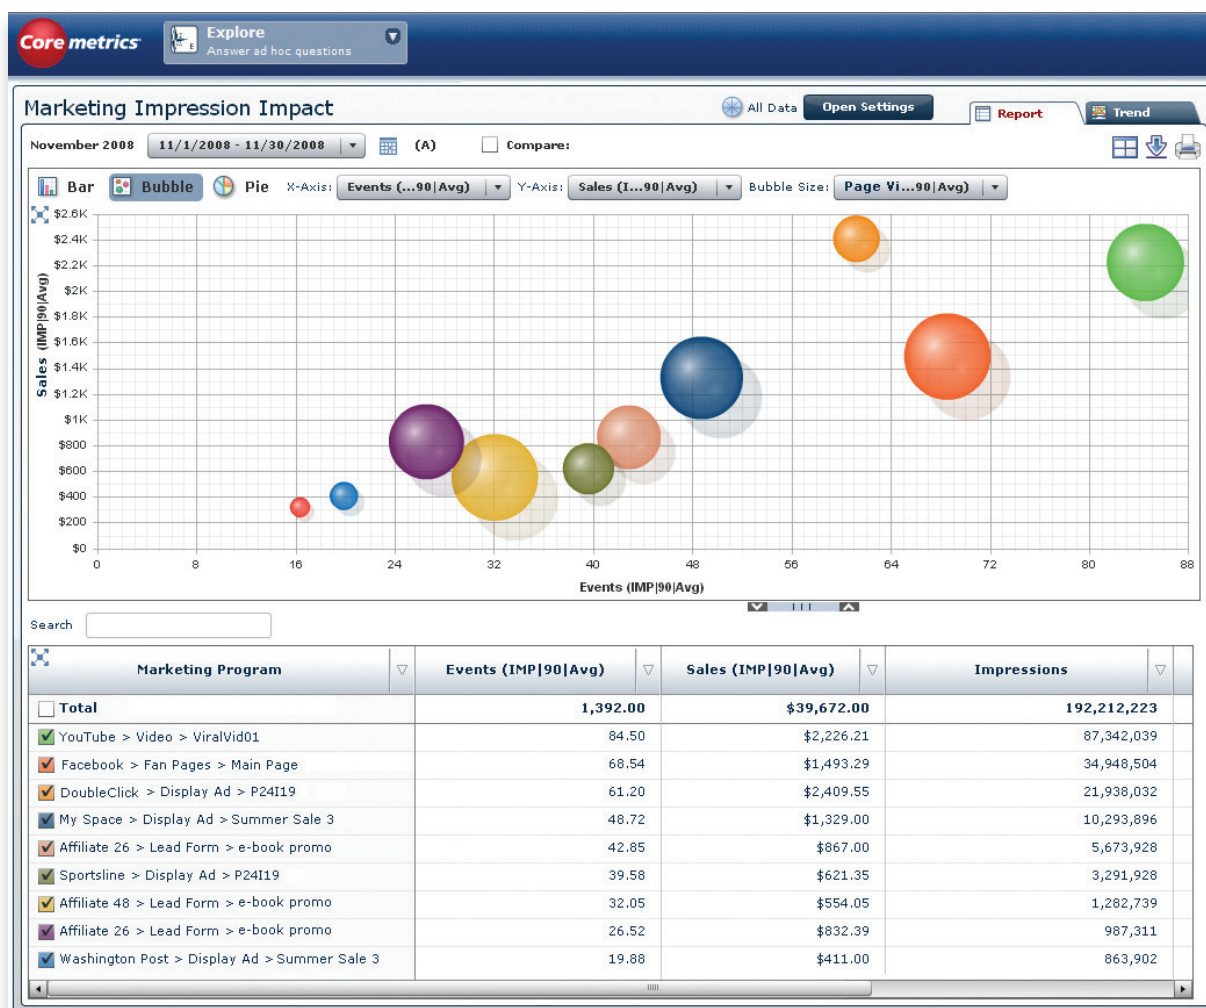 Coremetrics
Explore
Answer ad hoc questions
E
Marketing Impression Impact
All Data
Open Settings
Report
Trend
November 2008
11/1/2008 - 11/30/2008
(A)
Compare:
Bar
Bubble
Pie
X-Axis:
Events (...90|Avg)
Y-Axis:
Sales (I...90|Avg)
Bubble Size:
Page Vi...90|Avg)
$2.6K
$2.4K
$2.2K
$2K
$1.8K
$1.6K
$1.4K
$1.2K
$1K
$800
$600
$400
$200
$0
Sales (IMP|90|Avg)
0 8 16 24 32 40 48 56 64 72 80 88
Events (IMP|90|Avg)
Search
Marketing Program Events (IMP|90|Avg) Sales (IMP|90|Avg) Impressions
Total 1,392.00 $39,672.00 192,212,223
YouTube > Video > ViralVid01 84.50 $2,226.21 87,342,039
Facebook > Fan Pages > Main Page 68.54 $1,493.29 34,948,504
DoubleClick > Display Ad > P24I19 61.20 $2,409.55 21,938,032
My Space > Display Ad >Summer Sale 3 48.72 $1,329.00 10,293,896
Affiliate 26 > Lead Form > e-book promo 42.85 $867.00 5,673,928
Sportsline > Display Ad > P24I19 39.58 $621.35 3,291,928
Affiliate 48 > Lead Form > e-book promo 32.05 $554.05 1,282,739
Affiliate 26 > Lead Form > e-book promo 26.52 $832.39 987,311
Washington Post > Display Ad > Summer Sale 3 19.88 $411.00 863,902